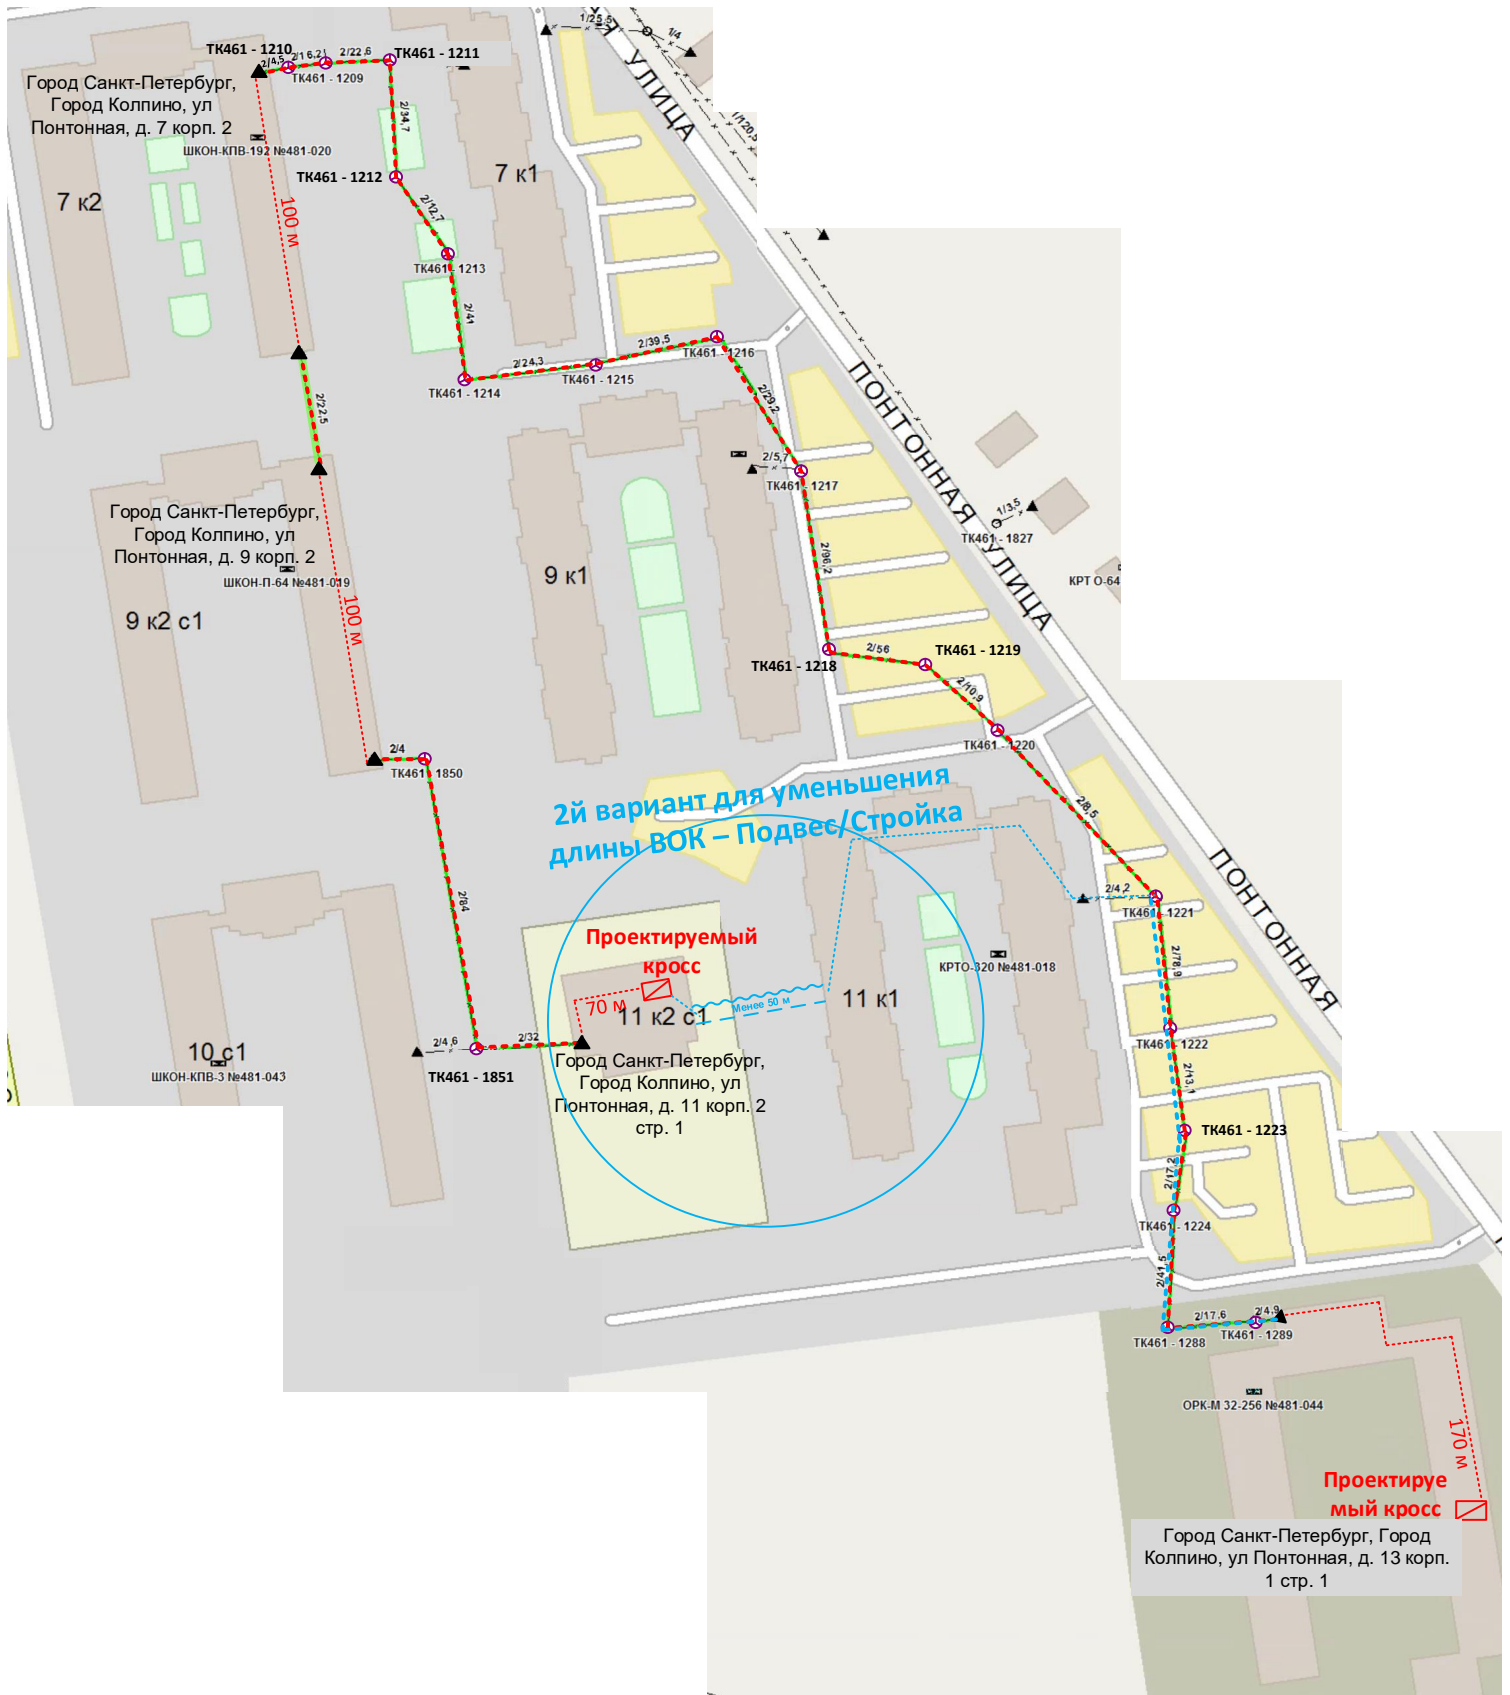 1/25,5
1/4
Я УЛИЦА
ТК461 - 1210
2/4,5
2/16,2
2/22,6
ТК461 - 1211
ТК461 - 1209
Город Санкт-Петербург,
Город Колпино, ул
Понтонная, д. 7 корп. 2
ШКОН-КПВ-192 №481-020
2/34,7
1/120,5
7 к1
ТК461 - 1212
7 к2
100 м
2/12,7
ТК461 - 1213
2/41
2/24,3
2/39,5
ТК461 - 1216
ТК461 - 1215
ТК461 - 1214
2/29,2
2/22,5
ПОНТОННАЯ УЛИЦА
2/5,7
ТК461 - 1217
1/3,5
ТК461 - 1827
Город Санкт-Петербург,
Город Колпино, ул
Понтонная, д. 9 корп. 2
ШКОН-П-64 №481-019
КРТ О-64
9 к1
2/96,2
100 м
9 к2 с1
2/56
ТК461 - 1219
ТК461 - 1218
2/10,9
ТК461 - 1220
2/4
ТК461 - 1850
2й вариант для уменьшения
длины ВОК – Подвес/Стройка
2/8,5
ПОНТОННАЯ
2/84
2/4,2
ТК461 - 1221
Проектируемый
кросс
КРТО-320 №481-018
2/78,9
70 м
11 к2 с1
Менее 50 м
11 к1
2/4,6
2/32
ТК461 - 1222
10 с1
ШКОН-КПВ-3 №481-043
ТК461 - 1851
Город Санкт-Петербург,
Город Колпино, ул
Понтонная, д. 11 корп. 2
стр. 1
2/13,1
ТК461 - 1223
2/17,2
ТК461 - 1224
2/41,5
2/17,6
2/4,9
ТК461 - 1288
ТК461 - 1289
ОРК-М 32-256 №481-044
170 м
Проектируе
мый кросс
Город Санкт-Петербург, Город
Колпино, ул Понтонная, д. 13 корп.
1 стр. 1